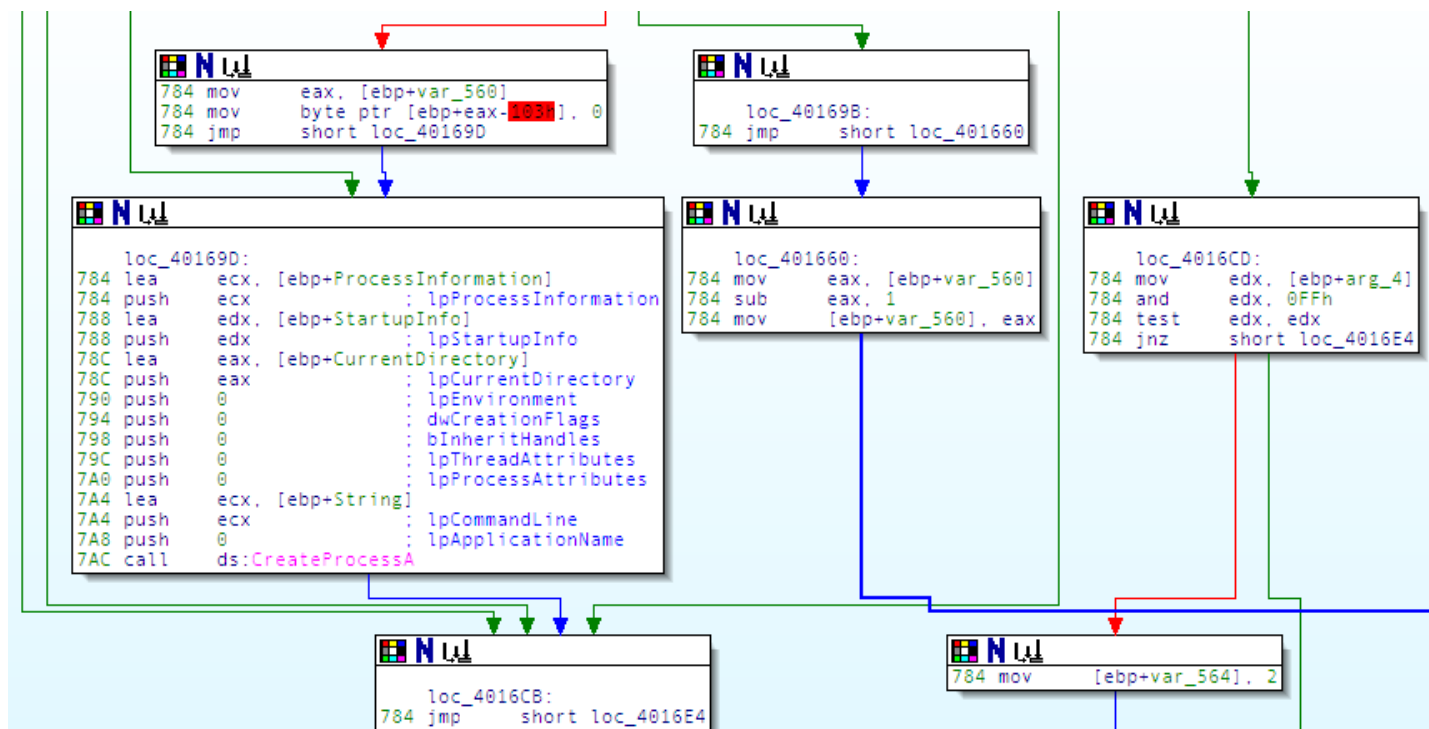 784 mov eax, [ebp+var_560]
784 mov byte ptr [ebp+eax-103h], 0
784 jmp short loc_40169D
loc_40169B:
784 jmp short loc_401660
loc_40169D:
784 lea ecx, [ebp+ProcessInformation]
784 push ecx ; lpProcessInformation
788 lea edx, [ebp+StartupInfo]
788 push edx ; lpStartupInfo
78C lea eax, [ebp+CurrentDirectory]
78C push eax ; lpCurrentDirectory
790 push 0 ; lpEnvironment
794 push 0 ; dwCreationFlags
798 push 0 ; bInheritHandles
79C push 0 ; lpThreadAttributes
7A0 push 0 ; lpProcessAttributes
7A4 lea ecx, [ebp+String]
7A4 push ecx ; lpCommandLine
7A8 push 0 ; lpApplicationName
7AC call ds:CreateProcessA
loc_401660:
784 mov eax, [ebp+var_560]
784 sub eax, 1
784 mov [ebp+var_560], eax
loc_4016CD:
784 mov edx, [ebp+arg_4]
784 and edx, 0FFh
784 test edx, edx
784 jnz short loc_4016E4
loc_4016CB:
784 jmp short loc_4016E4
784 mov [ebp+var_564], 2